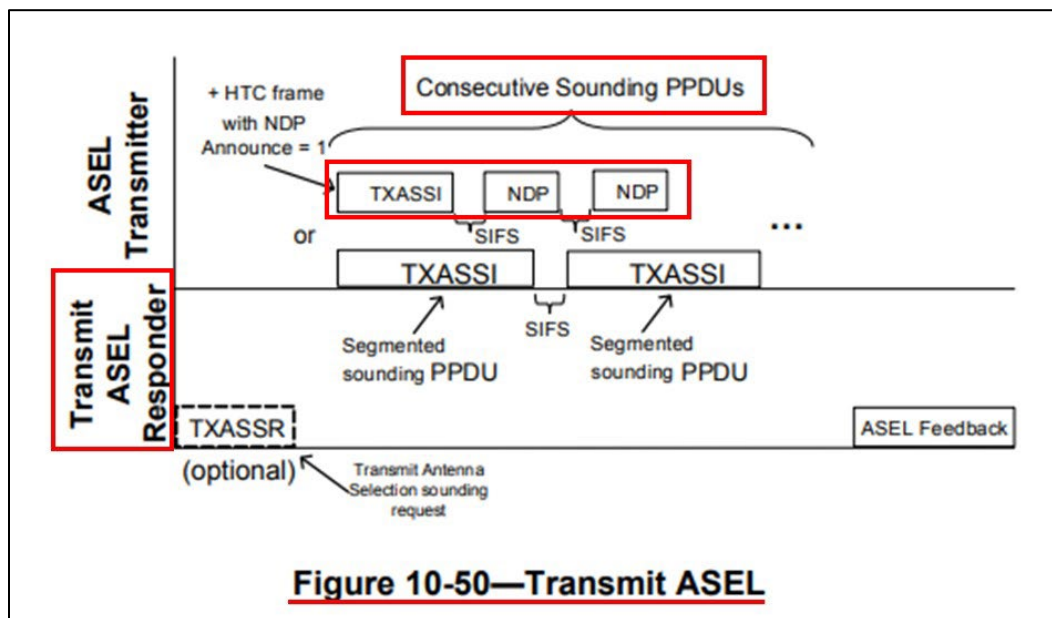 Consecutive Sounding PPDUs
+ HTC frame
with NDP
Announce = 1
ASEL
Transmitter
TXASSI
NDP
NDP
SIFS
SIFS
...
or
TXASSI
TXASSI
SIFS
Segmented
sounding PPDU
Segmented
sounding PPDU
Transmit
ASEL
Responder
TXASSR
(optional)
Transmit Antenna
Selection sounding
request
ASEL Feedback
Figure 10-50—Transmit ASEL